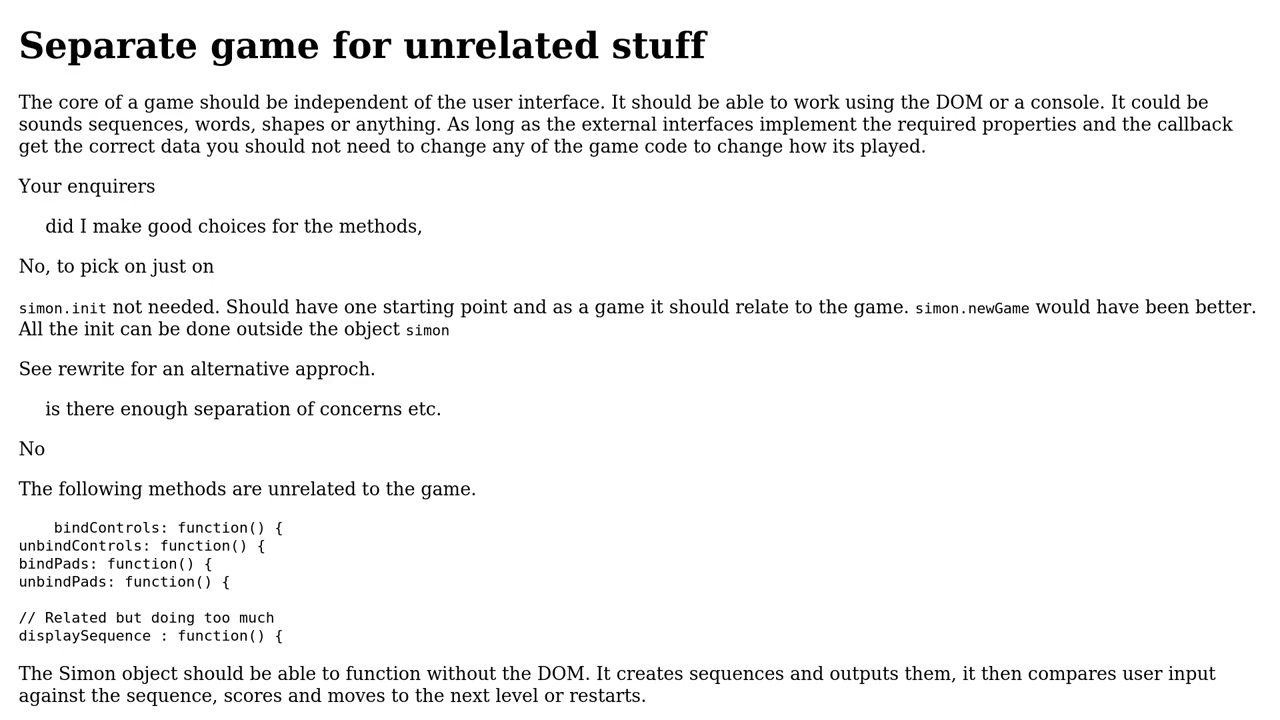 Separate game for unrelated stuff
The core of a game should be independent of the user interface. It should be able to work using the DOM or a console. It could be
sounds sequences, words, shapes or anything. As long as the external interfaces implement the required properties and the callback
get the correct data you should not need to change any of the game code to change how its played.
Your enquirers
did I make good choices for the methods,
No, to pick on just on
simon.init not needed. Should have one starting point and as a game it should relate to the game. simon.newGame would have been better.
All the init can be done outside the object simon
See rewrite for an alternative approch.
is there enough separation of concerns etc.
No
The following methods are unrelated to the game.
bindControls: function() {
unbindControls: function() {
bindPads: function() {
unbindPads: function() {
// Related but doing too much
displaySequence : function() {
The Simon object should be able to function without the DOM. It creates sequences and outputs them, it then compares user input
against the sequence, scores and moves to the next level or restarts.